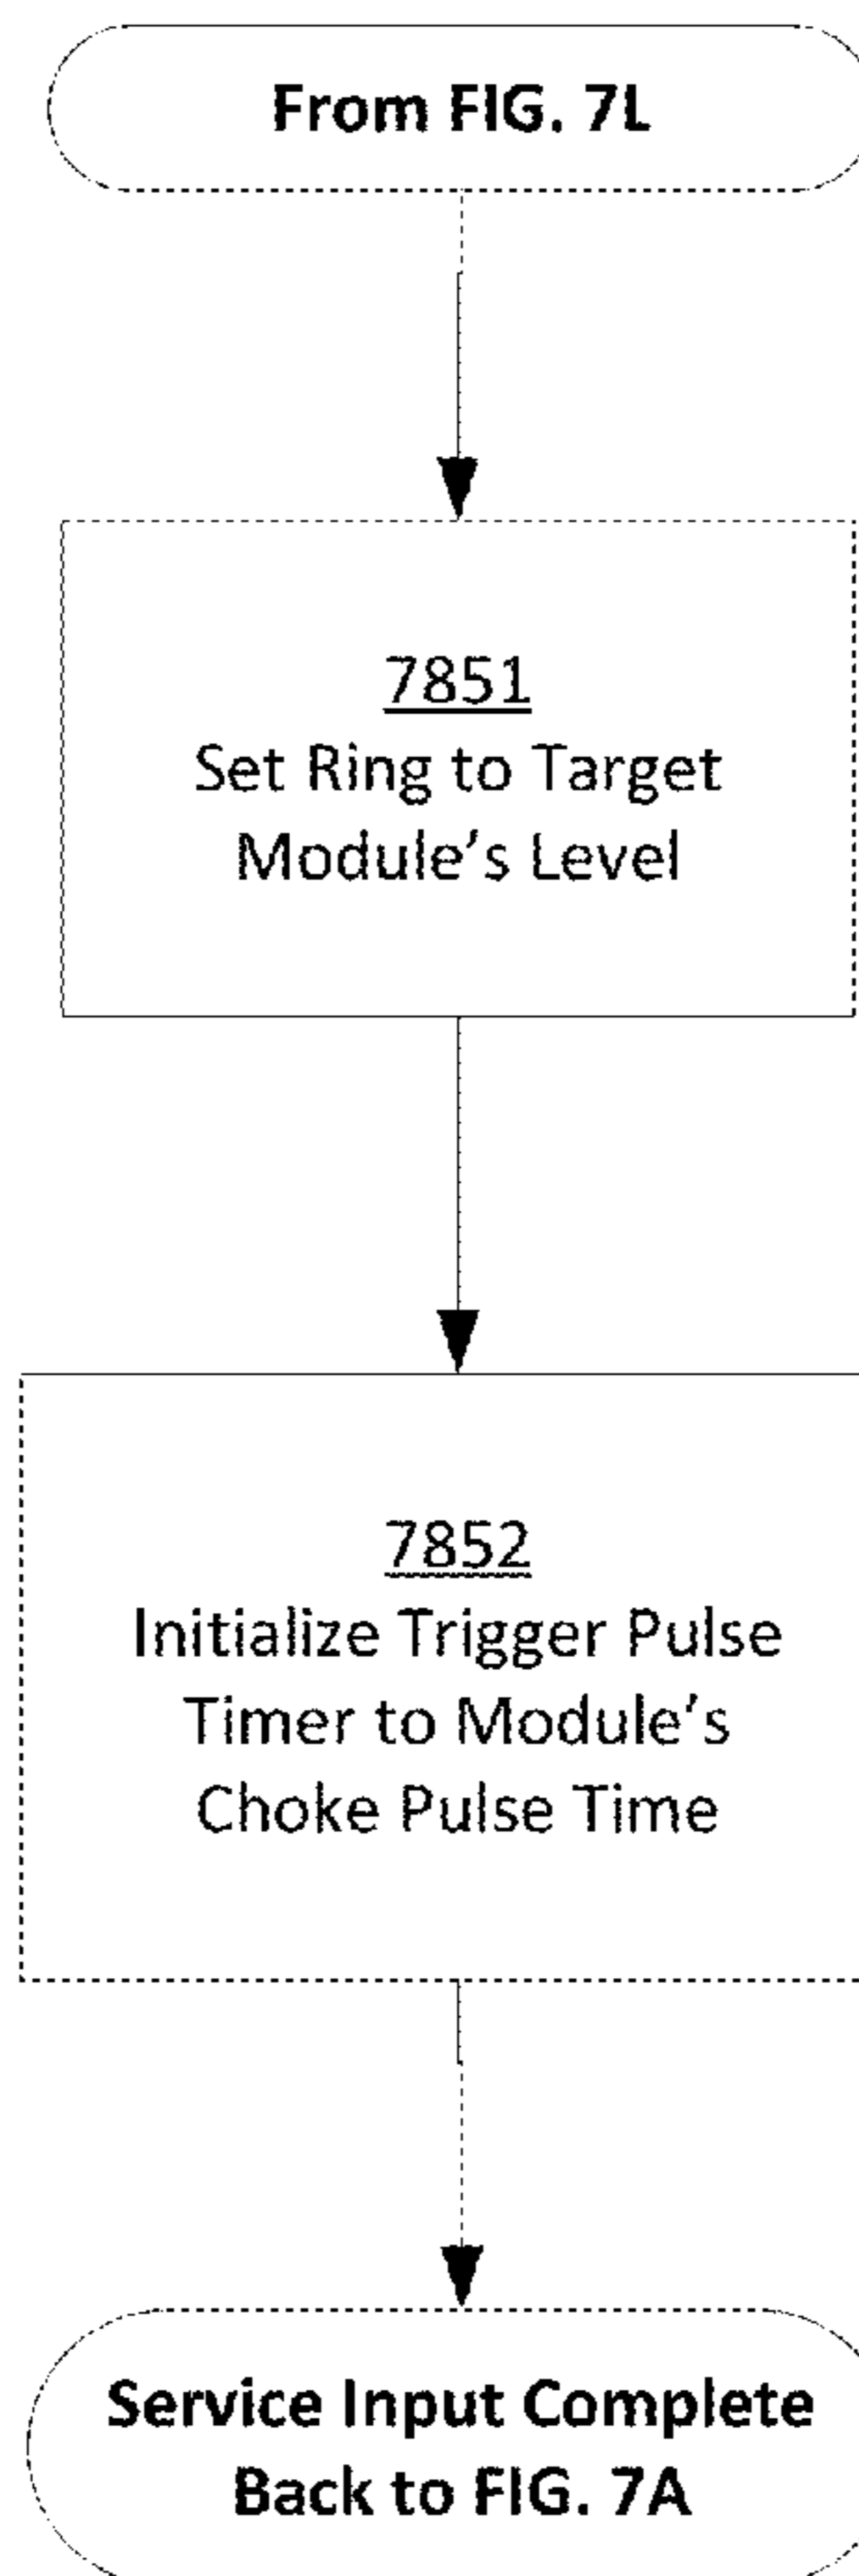 From FIG. 7L
7851
Set Ring to Target
Module's Level
7852
Initialize Trigger Pulse
Timer to Module's
Choke Pulse Time
Service Input Complete
Back to FIG. 7A